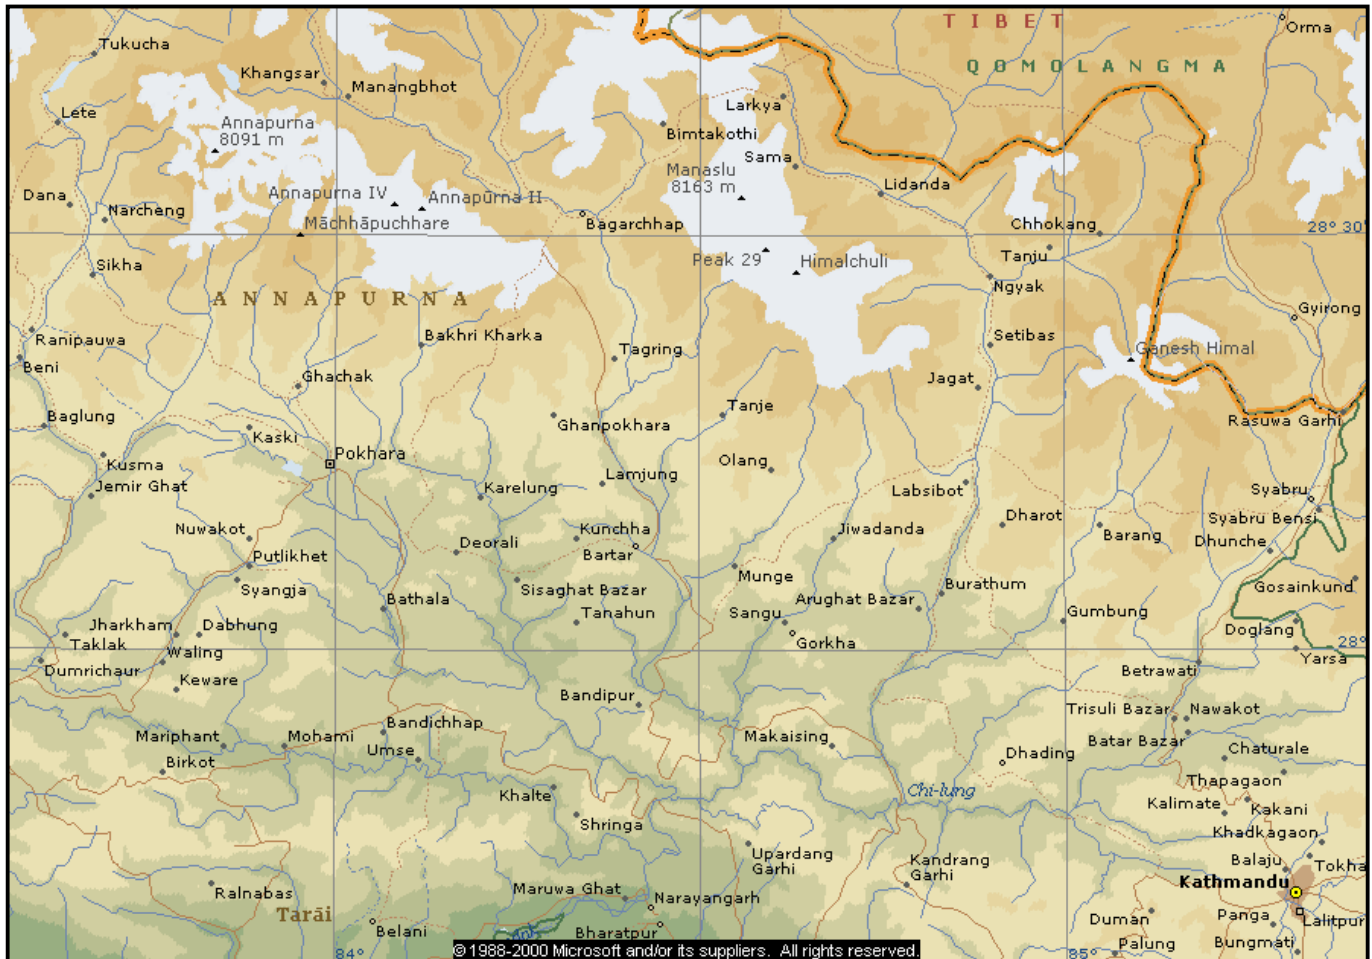 TIBET
Orma
Tukucha
QOMOLANGMA
Khangsar
Manangbhot
Larkya
Lete
Annapurna
8091 m
Bimtakothi
Sama
Manaslu
8163 m
Lidanda
Dana
Annapurna IV
Annapūrna II
Narcheng
Māchhāpuchhare
Bagarchhap
Chhokang
28° 30
Tanju
Peak 29
Himalchuli
Sikha
Ngyak
ANNAPURNA
Gyirong
Ranipauwa
Bakhri Kharka
Setibas
Tagring
Ganesh Himal
Beni
Ghachak
Jagat
Baglung
Tanje
Rasuwa Garhi
Kaski
Ghanpokhara
Pokhara
Kusma
Olang
Lamjung
Jemir Ghat
Karelung
Labsibot
Syabru
Dharot
Syabru Bensi
Nuwakot
Kunchha
Jiwadanda
Barang
Dhunche
Deorali
Bartar
Putlikhet
Munge
Syangja
Sisaghat Bazar
Burathum
Gosainkund
Bathala
Arughat Bazar
Tanahun
Sangu
Gumbung
Jharkham
Dabhung
Doglang
Taklak
Gorkha
28°
Waling
Yarsa
Dumrichaur
Betrawati
Keware
Bandipur
Trisuli Bazar
Nawakot
Bandichhap
Mariphant
Mohami
Makaising
Batar Bazar
Umse
Dhading
Chaturale
Birkot
Thapagaon
Khalte
Chi-lung
Kalimate
Kakani
Shringa
Khadkagaon
Upardang
Garhi
Kandrang
Garhi
Balaju
Tokha
Kathmandu
Ralnabas
Maruwa Ghat
Narayangarh
Tarāi
Duman
Panga
Lalitpur
Belani
Bharatpur
Palung
Bungmati
84°
85°
© 1988-2000 Microsoft and/or its suppliers. All rights reserved.